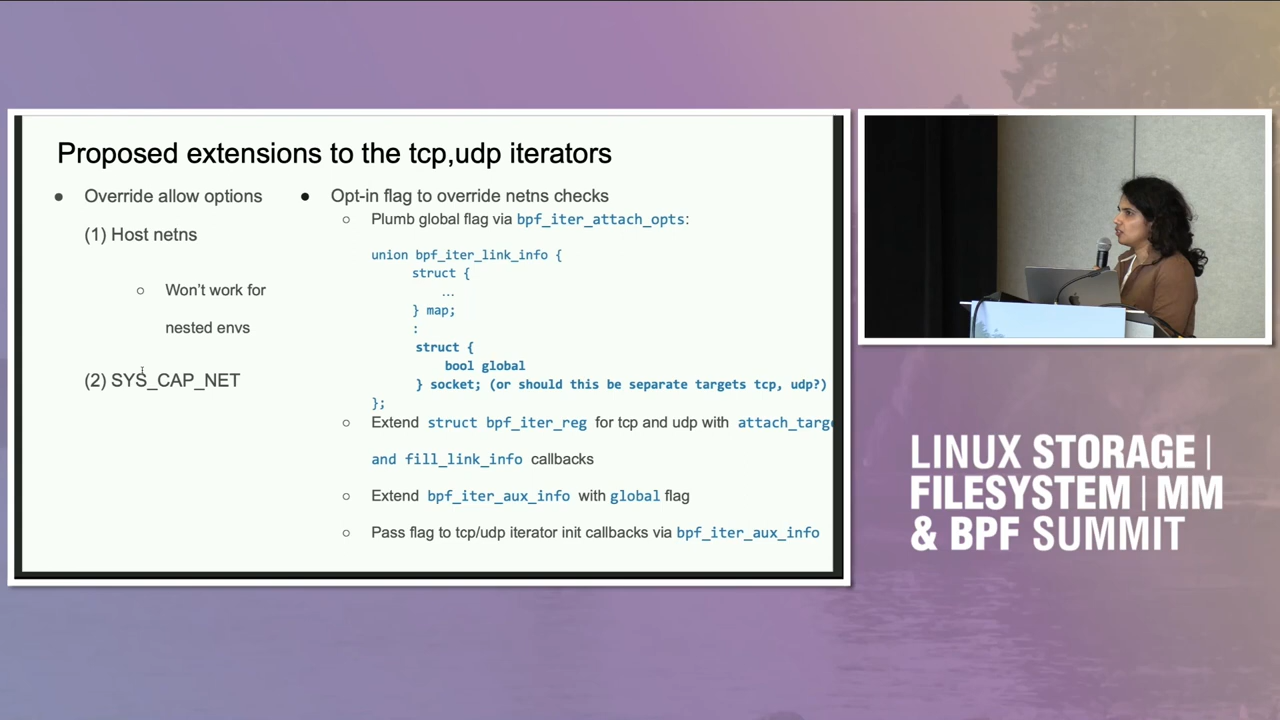 Proposed extensions to the tcp,udp iterators
● Override allow options
(1) Host netns
○ Won't work for
nested envs
(2) SYS_CAP_NET
● Opt-in flag to override netns checks
○ Plumb global flag via bpf_iter_attach_opts:
union bpf_iter_link_info {
struct {
...
} map;
:
struct {
bool global
} socket; (or should this be separate targets tcp, udp?)
};
○ Extend struct bpf_iter_reg for tcp and udp with attach_targe
and fill_link_info callbacks
○ Extend bpf_iter_aux_info with global flag
○ Pass flag to tcp/udp iterator init callbacks via bpf_iter_aux_info
LINUX STORAGE |
FILESYSTEM | MM
& BPF SUMMIT